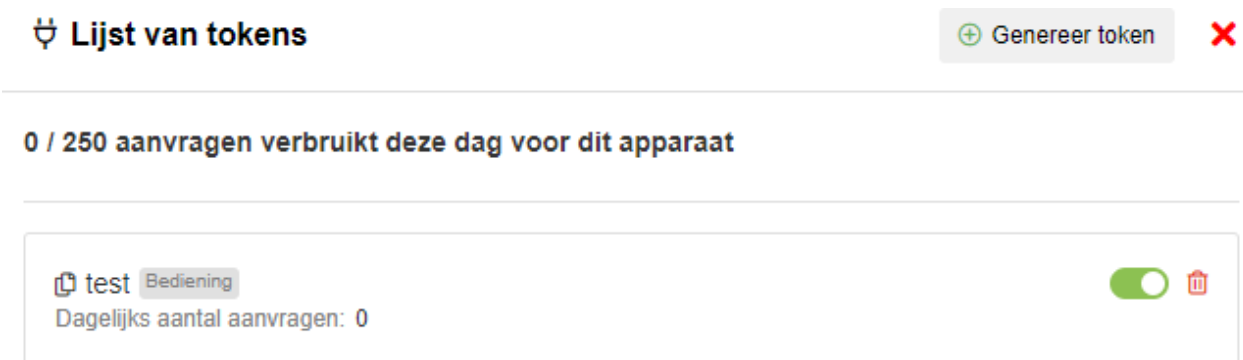 Lijst van tokens
Genereer token
0 / 250 aanvragen verbruikt deze dag voor dit apparaat
test Bediening
Dagelijks aantal aanvragen: 0